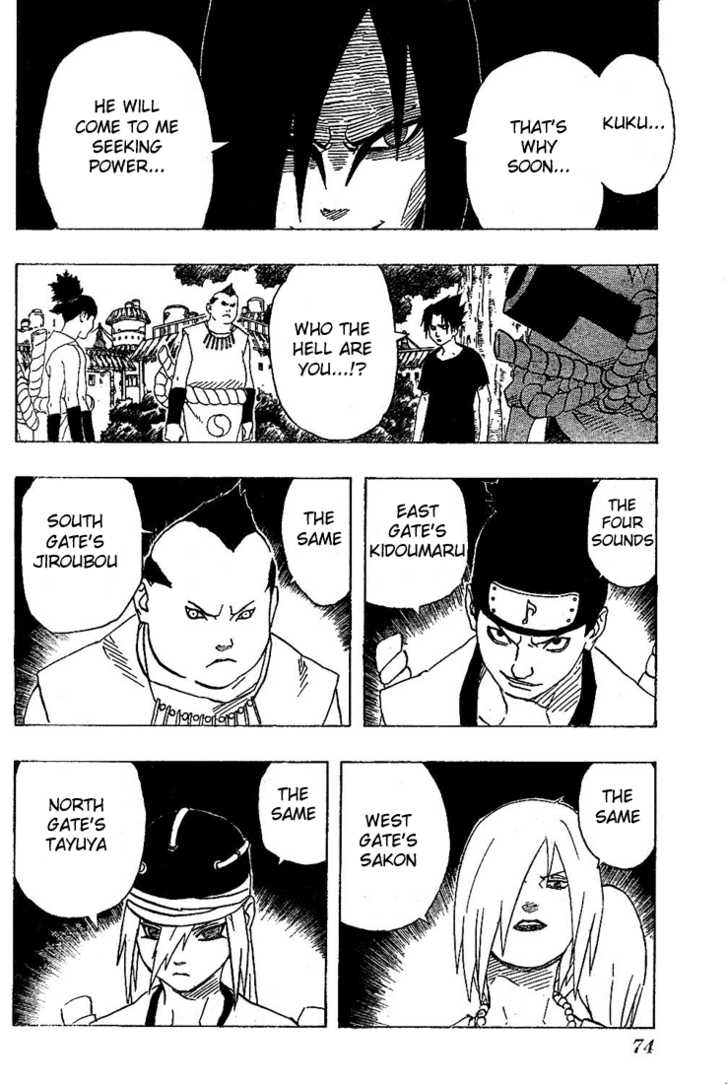 KUKU...
THAT'S
WHY
SOON...
HE WILL
COME TO ME
SEEKING
POWER...
WHO THE
HELL ARE
YOU...!?
THE
FOUR
SOUNDS
EAST
GATE'S
KIDOUMARU
THE
SAME
SOUTH
GATE'S
JIROUBOU
THE
SAME
WEST
GATE'S
SAKON
THE
SAME
NORTH
GATE'S
TAYUYA
74